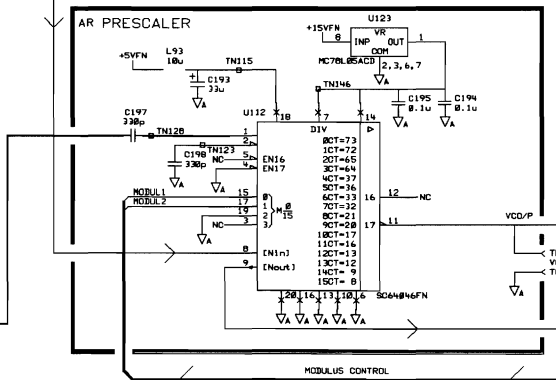 AR PRESCALER
U123
+15VFN
8 INP VR OUT 1
COM
MC78L05ACD
2,3,6,7
A
+5VFN
L93
10u
TN115
+ C193
33u
A
TN146
C195
0.1u
A
C194
0.1u
A
C197
330p
TN128
TN123
C198
330p
A
U112
18
7
14
DIV
0CT=73
1CT=72
2CT=65
3CT=64
4CT=37
5CT=36
6CT=33
7CT=32
8CT=21
9CT=20
10CT=17
11CT=16
12CT=13
13CT=12
14CT= 9
15CT= 8
1
2
NC 5 EN16
4 EN17
A
MODUL1 15 0
MODUL2 17 1
19 2
NC 3 3
M 0/15
A
8 [Nin]
9 [Nout]
16 12 NC
17 11
VCO/P
20 16 13 10 6
SC64046FN
A A A A A
A
MODULUS CONTROL